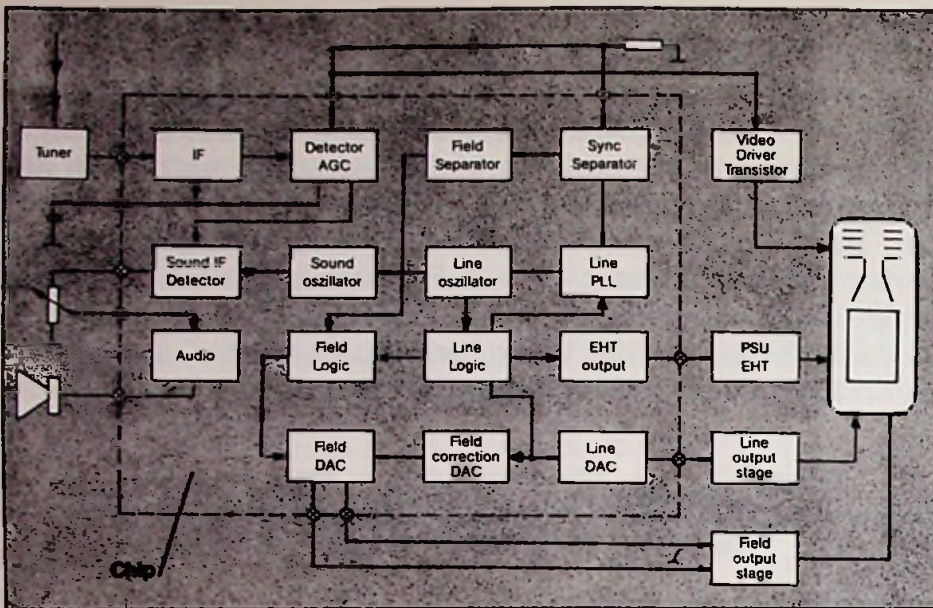 Tuner
IF
Detector
AGC
Field
Separator
Sync
Separator
Video
Driver
Transistor
Sound IF
Detector
Sound
oszillator
Line
oszillator
Line
PLL
Audio
Field
Logic
Line
Logic
EHT
output
PSU
EHT
Field
DAC
Field
correction
DAC
Line
DAC
Line
output
stage
Chip
Field
output
stage